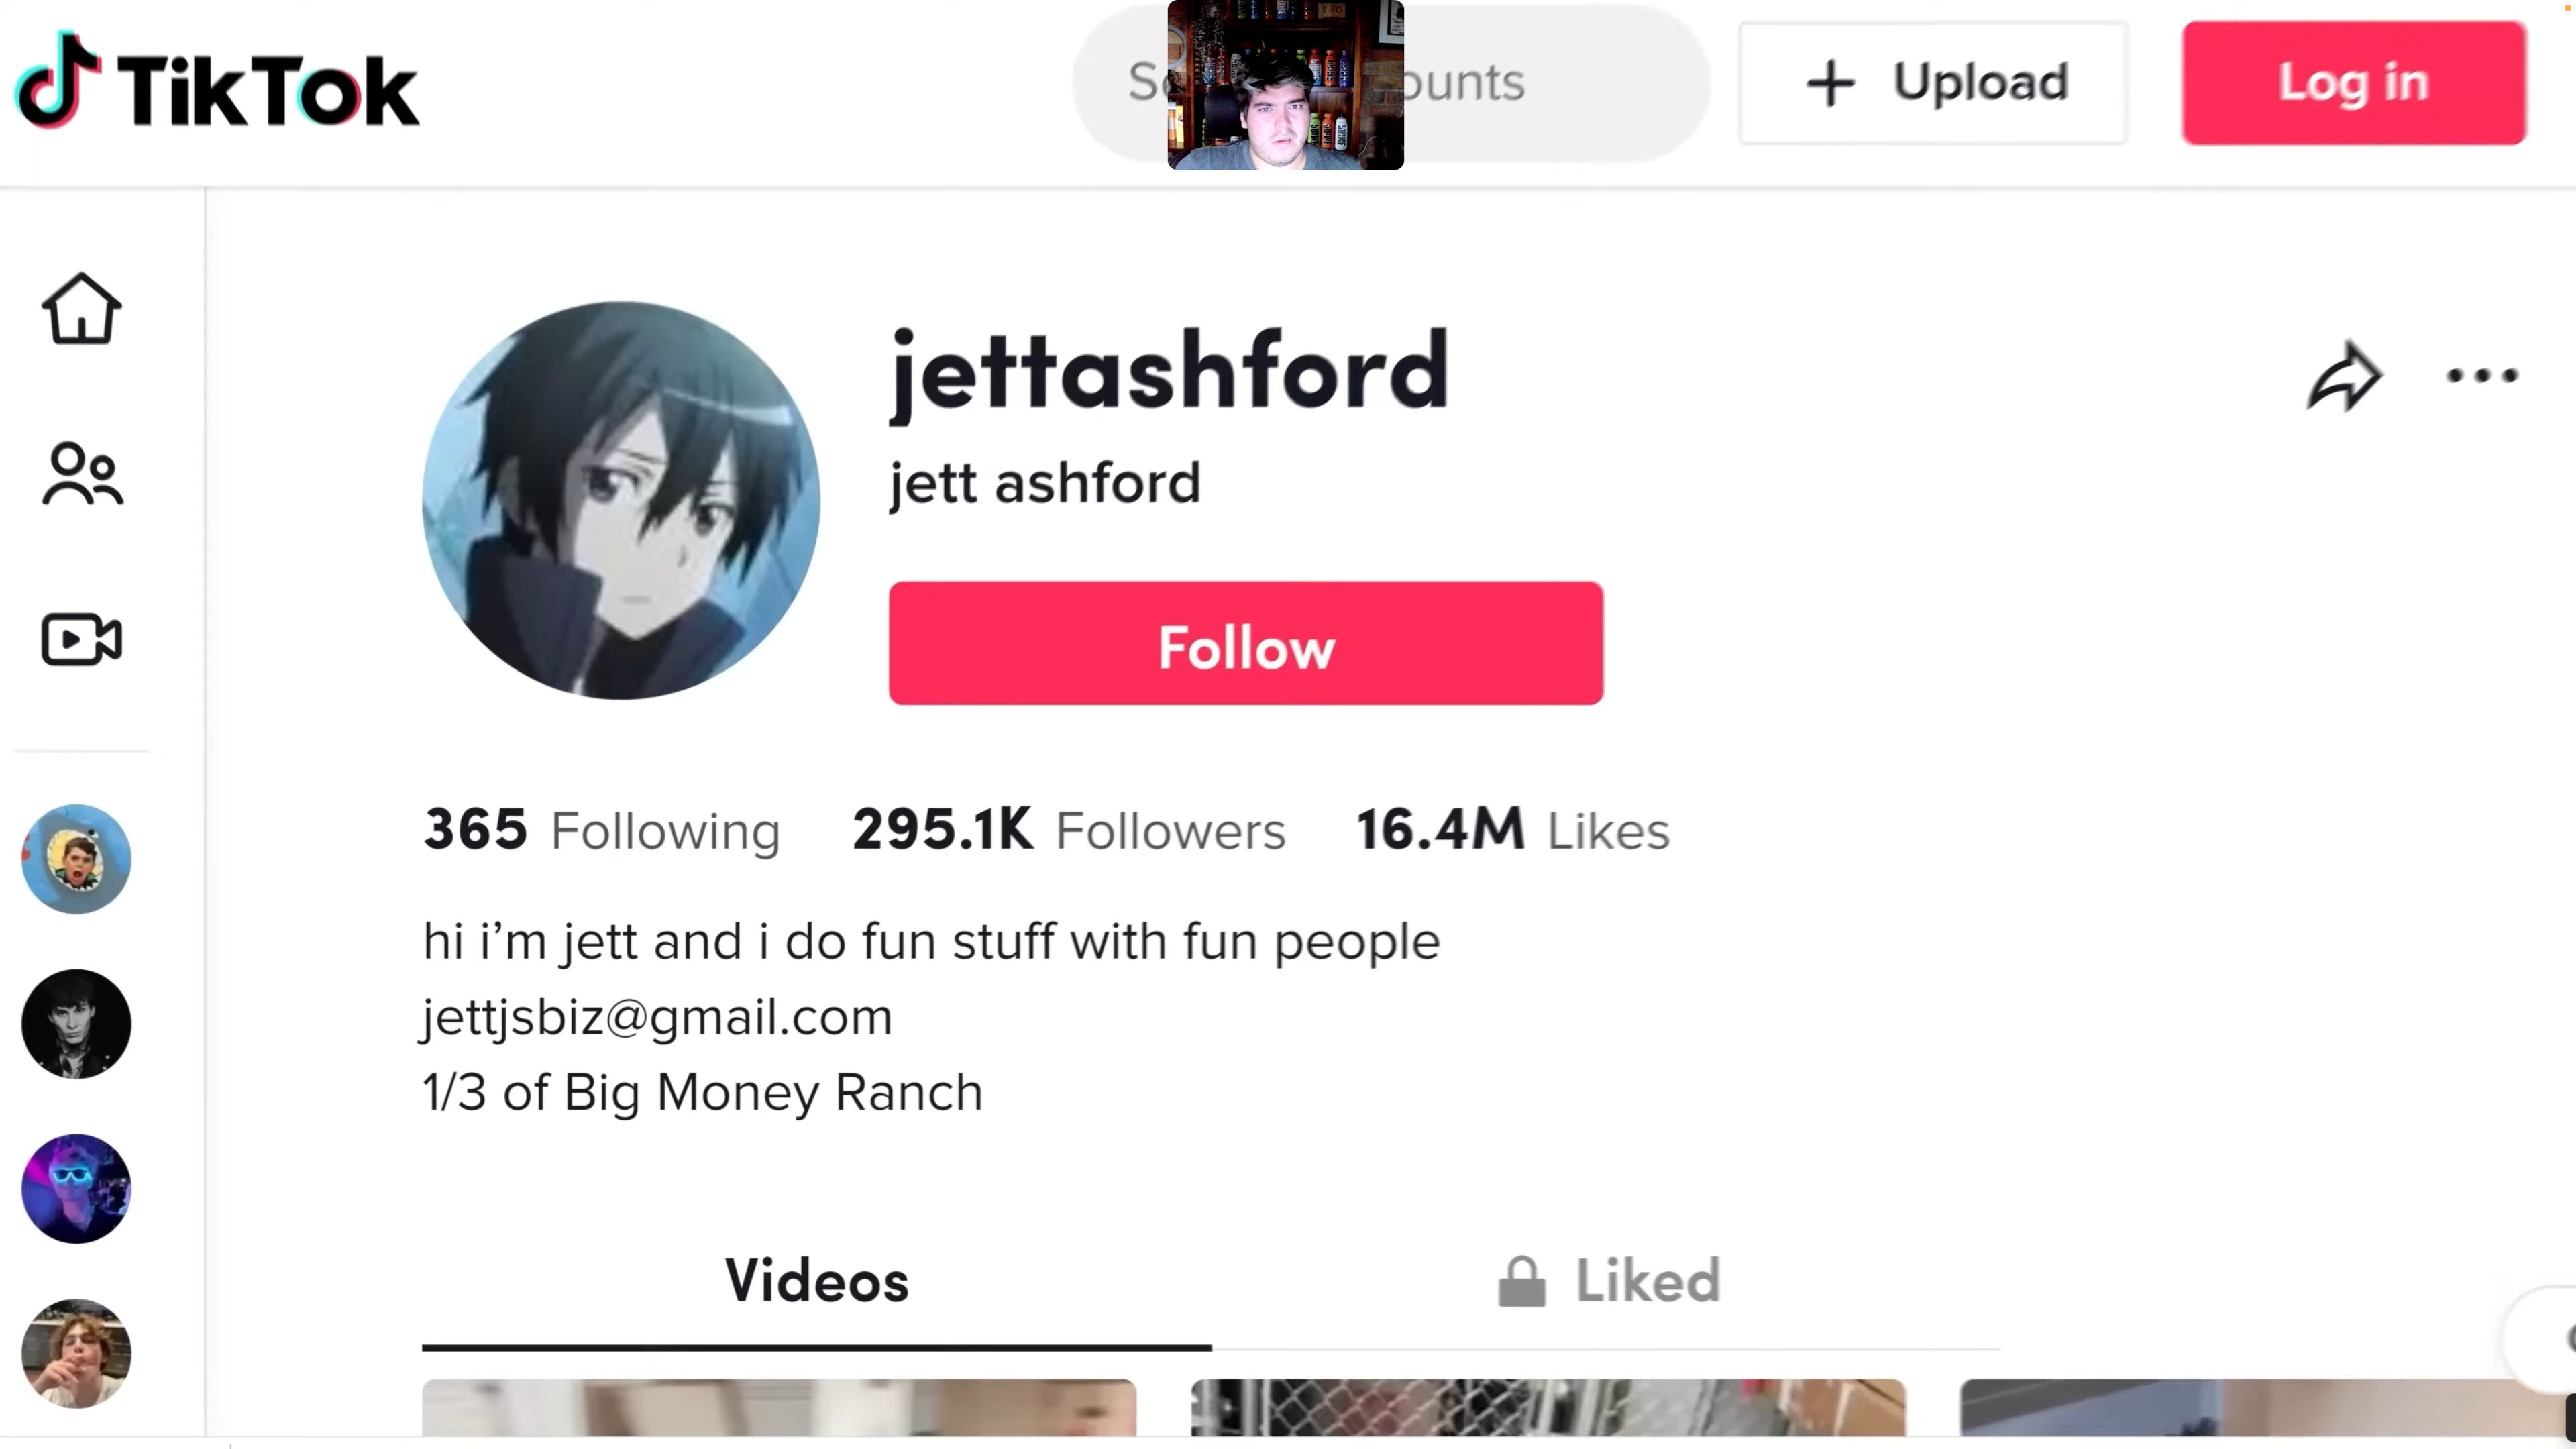 TikTok
ounts
Upload
Log in
jettashford
jett ashford
Follow
365 Following 295.1K Followers 16.4M Likes
hi i’m jett and i do fun stuff with fun people
jettjsbiz@gmail.com
1/3 of Big Money Ranch
Videos
Liked